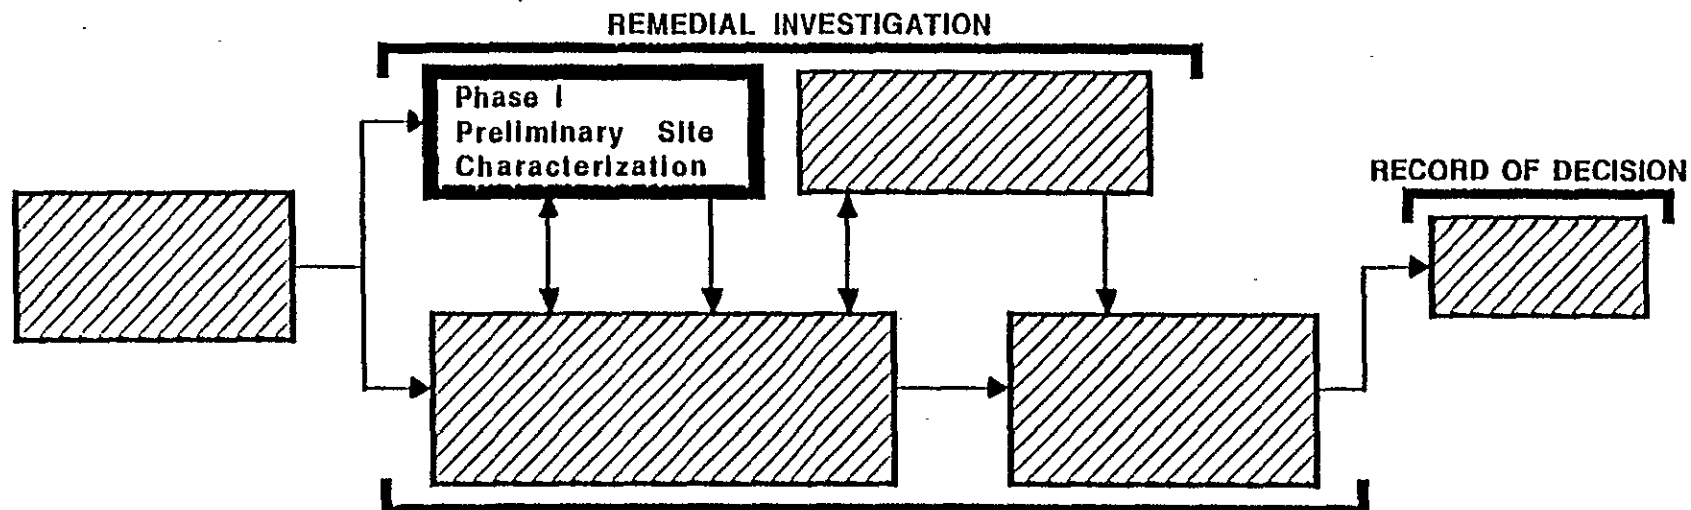 REMEDIAL INVESTIGATION
Phase I
Preliminary Site
Characterization
RECORD OF DECISION